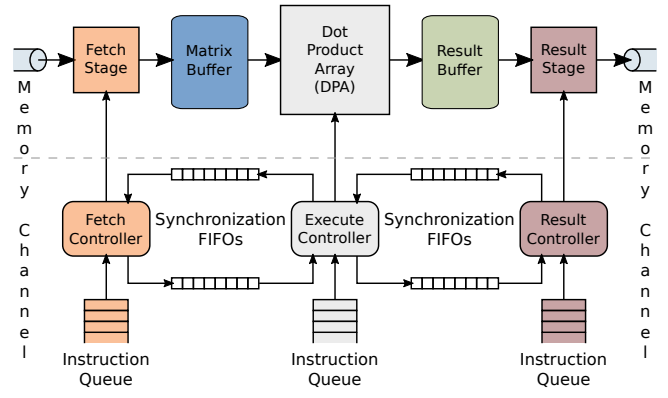 Fetch
Stage
Matrix
Buffer
Dot
Product
Array
(DPA)
Result
Buffer
Result
Stage
Memory Channel
Memory Channel
Fetch
Controller
Synchronization
FIFOs
Execute
Controller
Synchronization
FIFOs
Result
Controller
Instruction
Queue
Instruction
Queue
Instruction
Queue